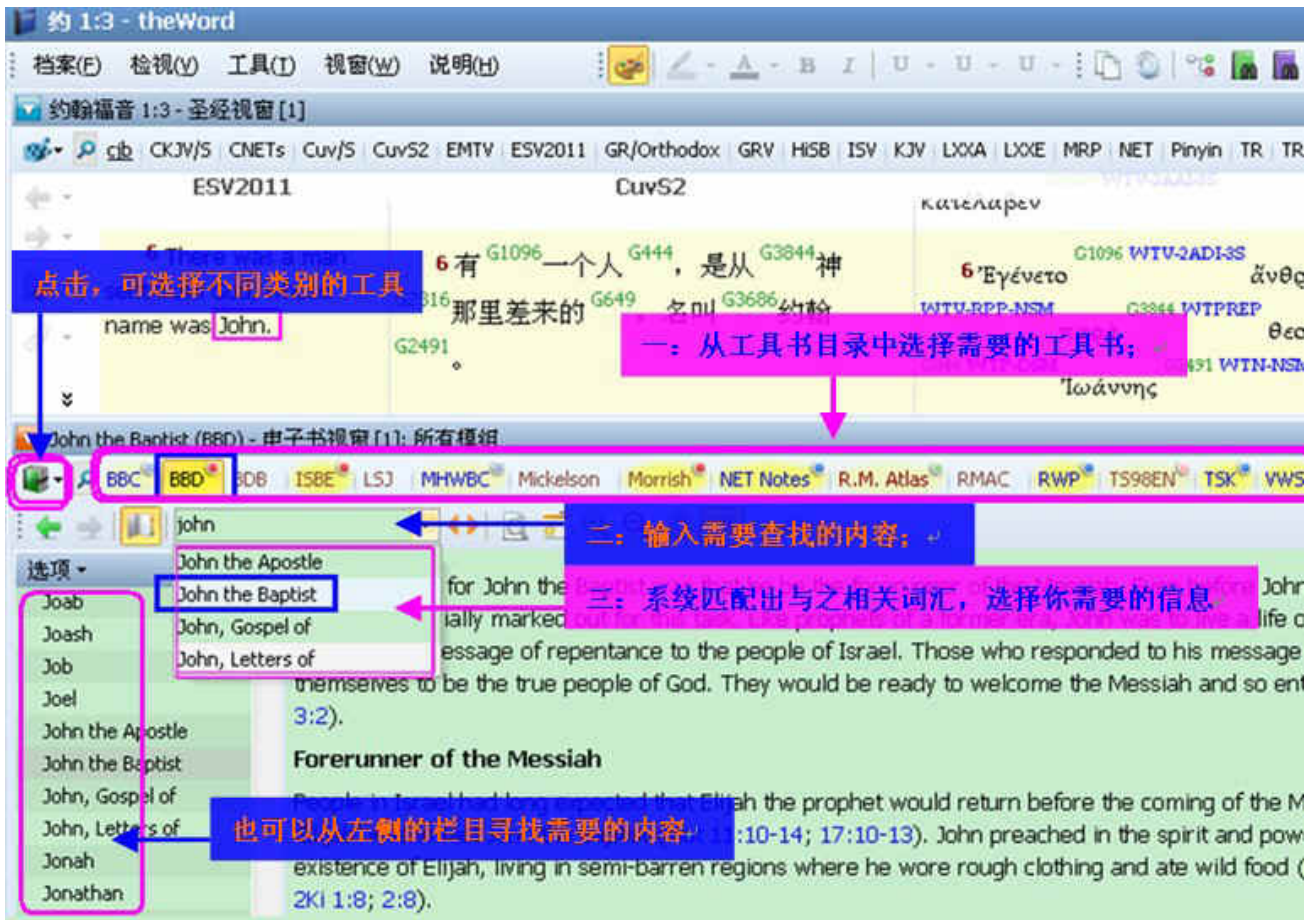 约 1:3 - theWord
档案(F) 检视(V) 工具(T) 视窗(W) 说明(H) B I U U U
约翰福音 1:3 - 圣经视窗 [1]
cjb CKJV/S CNETs Cuv/S CuvS2 EMTV ESV2011 GR/Orthodox GRV HiSB ISV KJV LXXA LXXE MRP NET Pinyin TR TR
ESV2011 CuvS2
κατέλαβεν
6 There was a man
6 有 G1096 一个人 G444 ,是从 G3844 神
G1096 WTV-2ADI-3S
6 Ἐγένετο ἄνθρ
点击,可选择不同类别的工具
那里差来的 G649 名叫 G3686 约翰
WTV-RPP-NSM G3844 WTPREP
name was John.
G2491 。
θεο
一:从工具书目录中选择需要的工具书;
WTN-NSM
Ἰωάννης
John the Baptist (BBD) - 电子书视窗 [1]: 所有模组
BBC BBD BDB ISBE LSJ MHWBC Mickelson Morrish NET Notes R.M. Atlas RMAC RWP TS98EN TSK VWS
john
二:输入需要查找的内容;
选项
John the Apostle
John the Baptist
John, Gospel of
John, Letters of
for John the
John
三:系统匹配出与之相关词汇,选择你需要的信息
ially marked
life o
essage of repentance to the people of Israel. Those who responded to his message
themselves to be the true people of God. They would be ready to welcome the Messiah and so ent
3:2).
Joab
Joash
Job
Joel
John the Apostle
John the Baptist
John, Gospel of
John, Letters of
Jonah
Jonathan
Forerunner of the Messiah
People in Israel had long expected that Elijah the prophet would return before the coming of the M
也可以从左侧的栏目寻找需要的内容
11:10-14; 17:10-13). John preached in the spirit and pow
existence of Elijah, living in semi-barren regions where he wore rough clothing and ate wild food (
2Ki 1:8; 2:8).